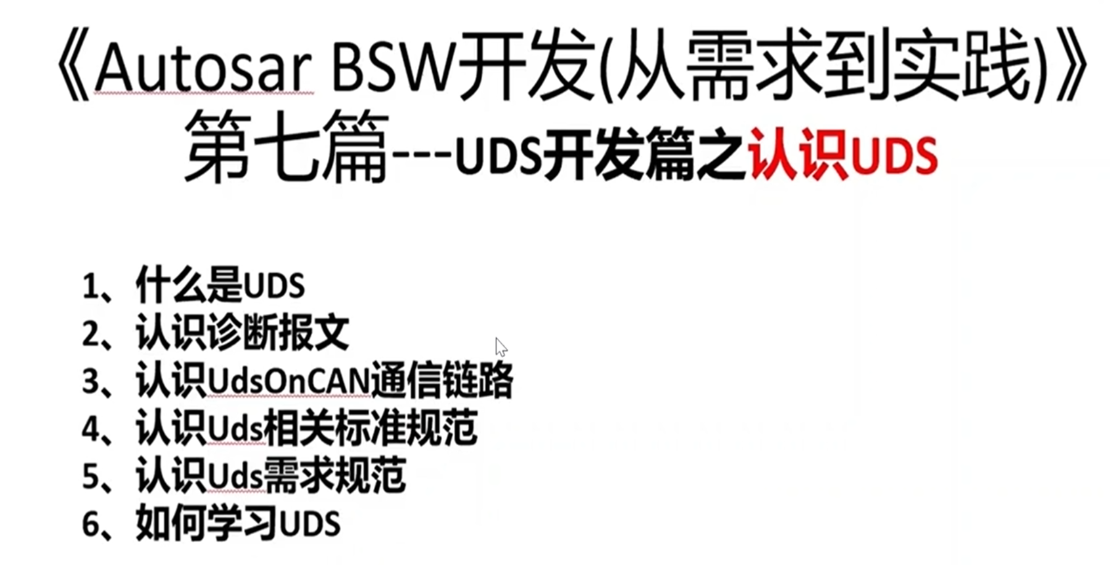 《Autosar BSW开发(从需求到实践)》
第七篇---UDS开发篇之认识UDS
1、什么是UDS
2、认识诊断报文
3、认识UdsOnCAN通信链路
4、认识Uds相关标准规范
5、认识Uds需求规范
6、如何学习UDS